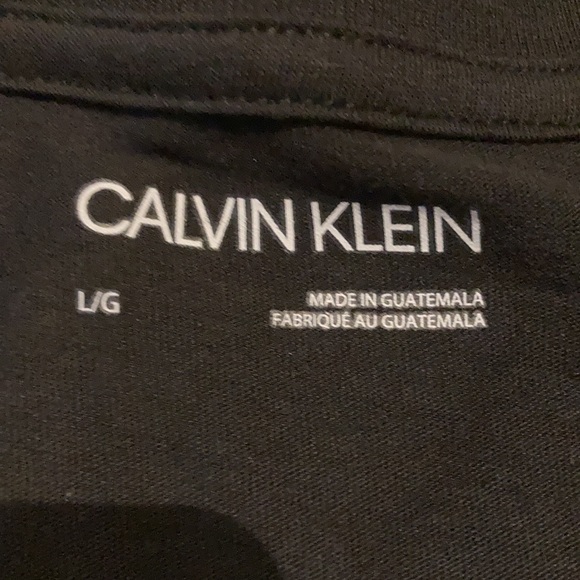 CALVIN KLEIN
L/G
MADE IN GUATEMALA
FABRIQUÉ AU GUATEMALA